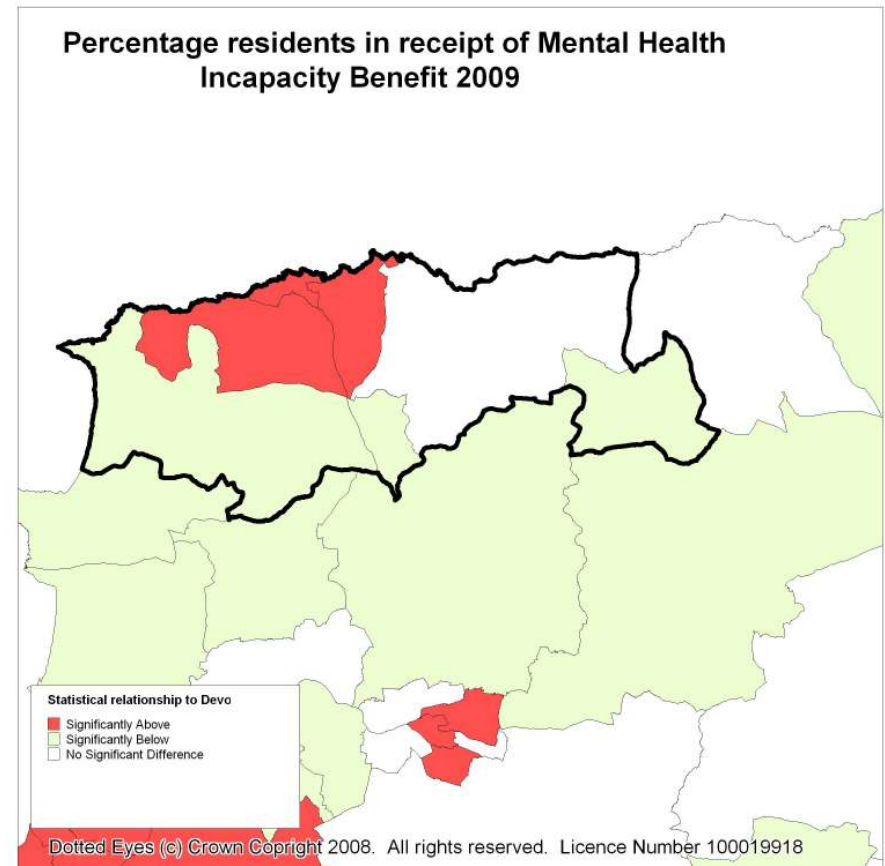 Percentage residents in receipt of Mental Health
Incapacity Benefit 2009
Statistical relationship to Devo
Significantly Above
Significantly Below
No Significant Difference
Dotted Eyes (c) Crown Copright 2008. All rights reserved. Licence Number 100019918